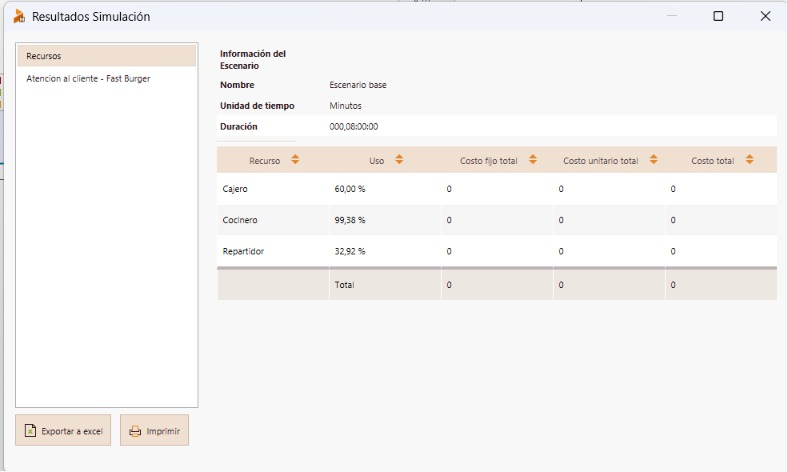 Resultados Simulación
Recursos
Atencion al cliente - Fast Burger
Información del
Escenario
Nombre Escenario base
Unidad de tiempo Minutos
Duración 000,08:00:00
Recurso Uso Costo fijo total Costo unitario total Costo total
Cajero 60,00 % 0 0 0
Cocinero 99,38 % 0 0 0
Repartidor 32,92 % 0 0 0
Total 0 0 0
Exportar a excel Imprimir